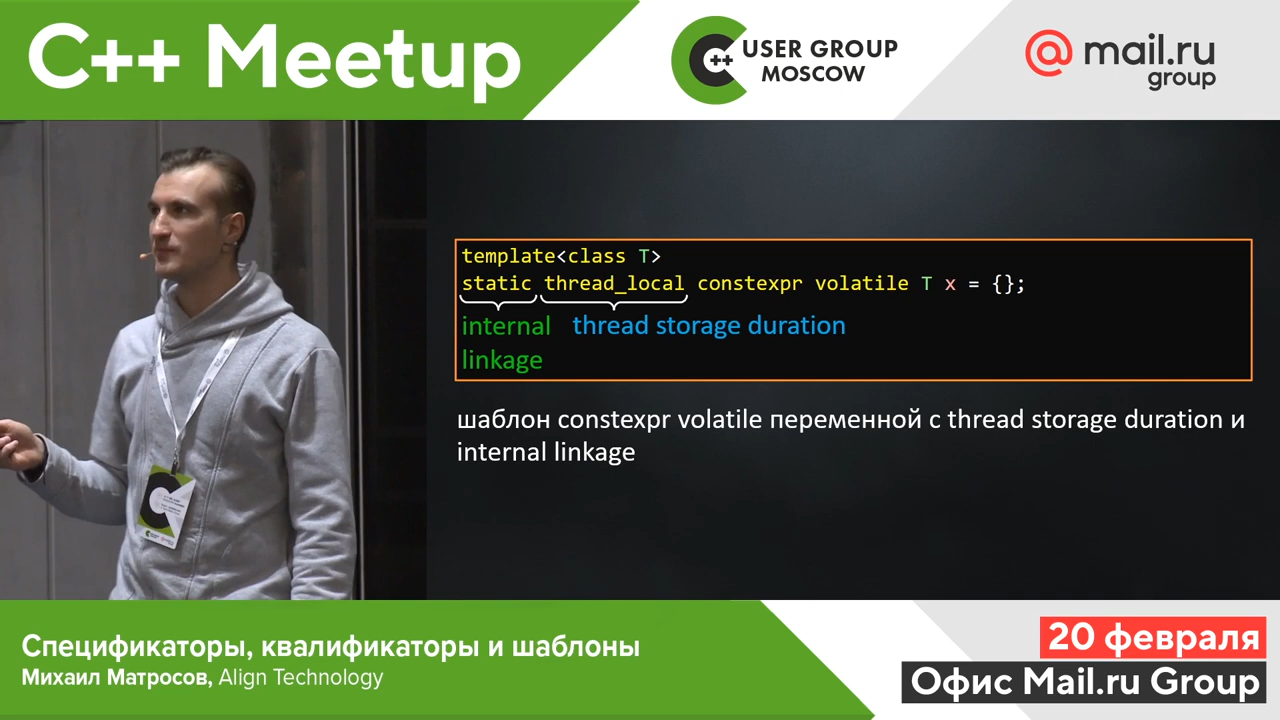 C++ Meetup
C++ USER GROUP
MOSCOW
@mail.ru
group
template<class T>
static thread_local constexpr volatile T x = {};
internal thread storage duration
linkage
шаблон constexpr volatile переменной с thread storage duration и
internal linkage
Спецификаторы, квалификаторы и шаблоны
Михаил Матросов, Align Technology
20 февраля
Офис Mail.ru Group